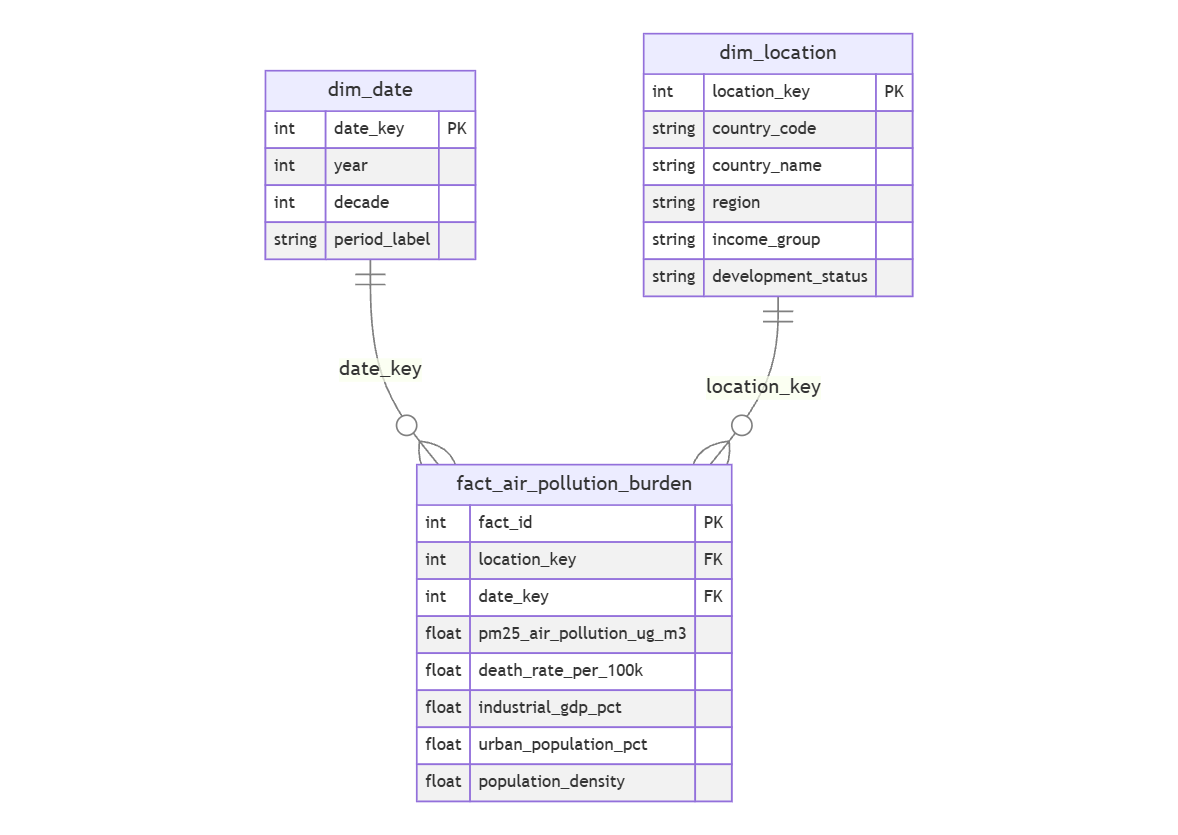 dim_date
int date_key PK
int year
int decade
string period_label
dim_location
int location_key PK
string country_code
string country_name
string region
string income_group
string development_status
date_key
location_key
fact_air_pollution_burden
int fact_id PK
int location_key FK
int date_key FK
float pm25_air_pollution_ug_m3
float death_rate_per_100k
float industrial_gdp_pct
float urban_population_pct
float population_density